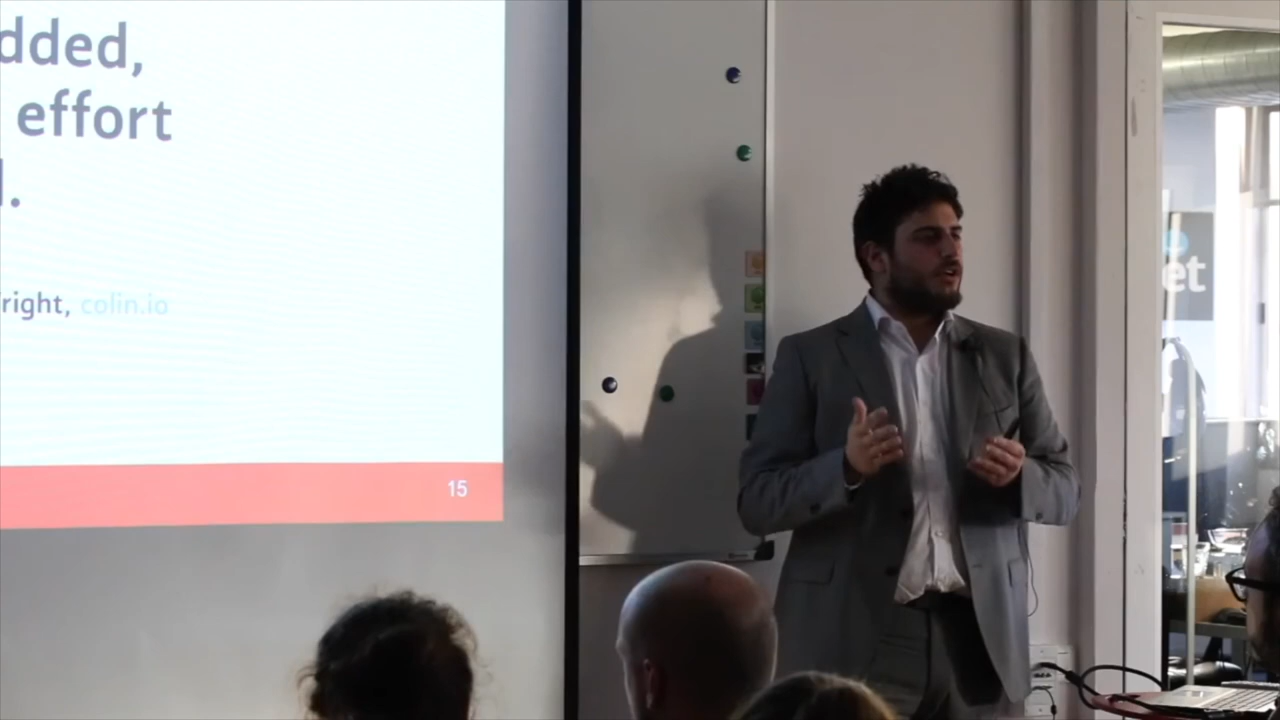 dded,
effort
.
right, colin.io
15
et